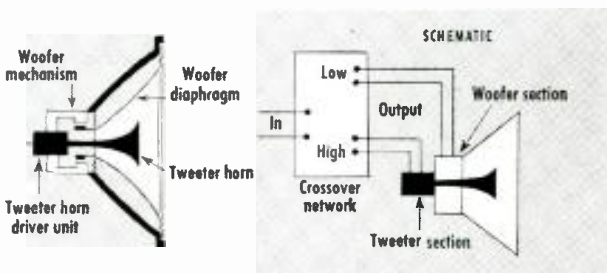 Woofer
mechanism
Woofer
diaphragm
Tweeter horn
Tweeter horn
driver unit
SCHEMATIC
Low
Woofer section
Output
In
High
Crossover
network
Tweeter section